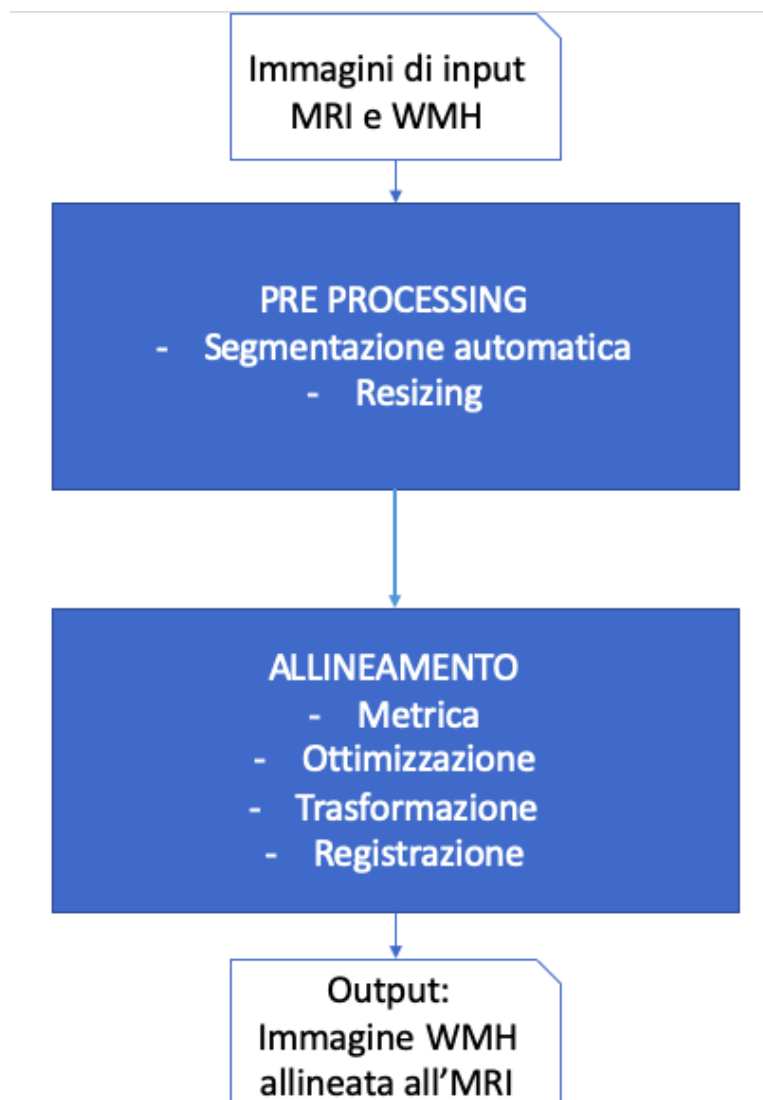 Immagini di input
MRI e WMH
PRE PROCESSING
- Segmentazione automatica
- Resizing
ALLINEAMENTO
- Metrica
- Ottimizzazione
- Trasformazione
- Registrazione
Output:
Immagine WMH
allineata all'MRI